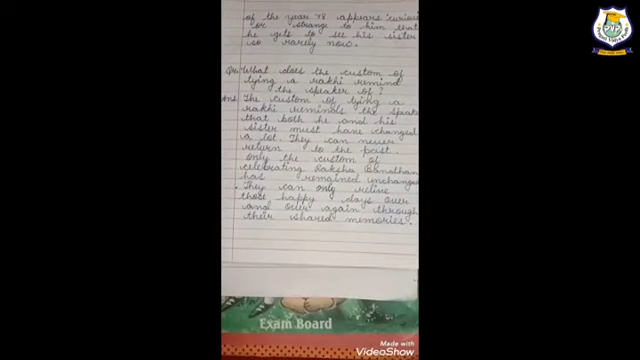 of the year '78 appears 'curious'
or strange to him that
he gets to see his sister
so rarely now.
Qn. What does the custom of
tying a rakhi remind
the speaker of?
Ans The custom of tying a
rakhi reminds the speaker
that both he and his
sister must have changed
a lot. They can never
return to the past.
only the custom of
celebrating Raksha Bandhan
has remained unchanged
. They can only relive
those happy days over
and over again through
their shared memories.
Exam Board
Made with
VideoShow